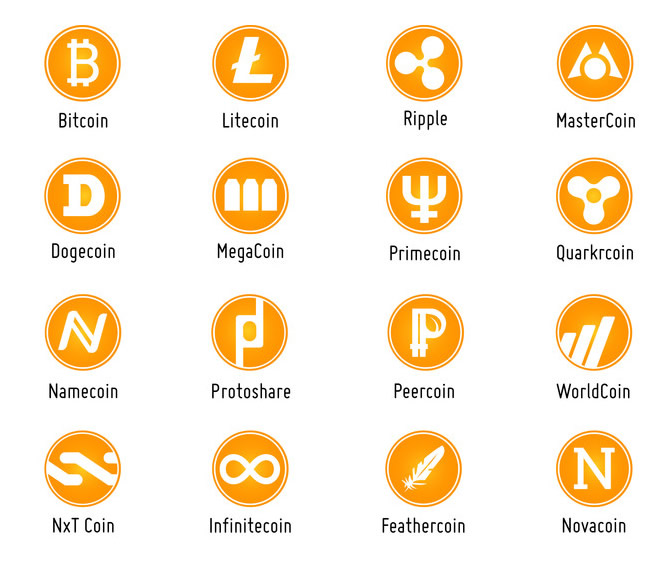 Bitcoin
Litecoin
Ripple
MasterCoin
Dogecoin
MegaCoin
Primecoin
Quarkrcoin
Namecoin
Protoshare
Peercoin
WorldCoin
NxT Coin
Infinitecoin
Feathercoin
Novacoin